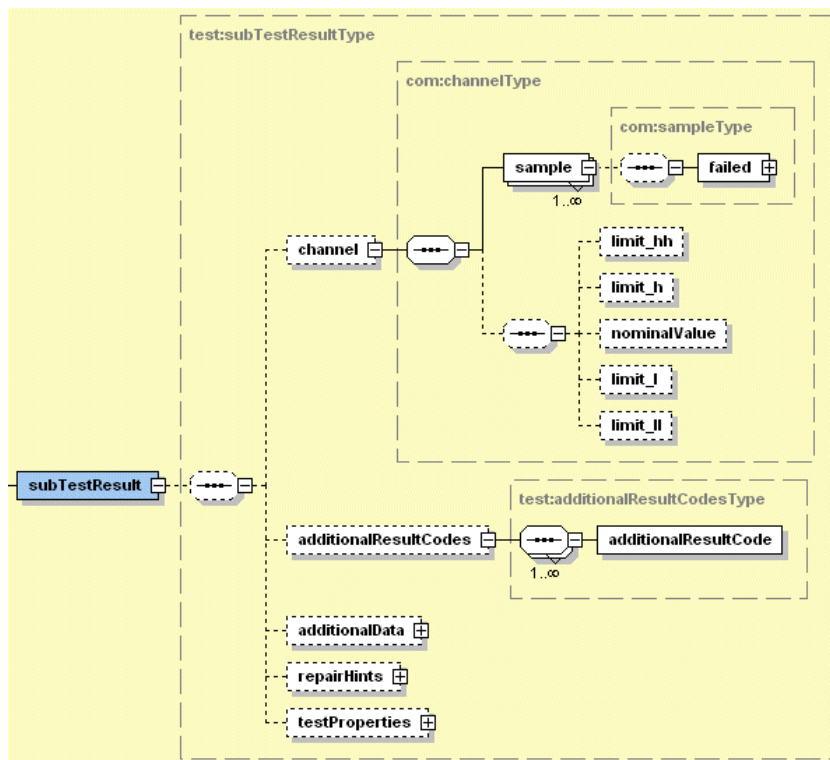 test:subTestResultType
com:channelType
com:sampleType
sample
failed
1..∞
channel
limit_hh
limit_h
nominalValue
limit_l
limit_ll
subTestResult
test:additionalResultCodesType
additionalResultCodes
additionalResultCode
1..∞
additionalData
repairHints
testProperties